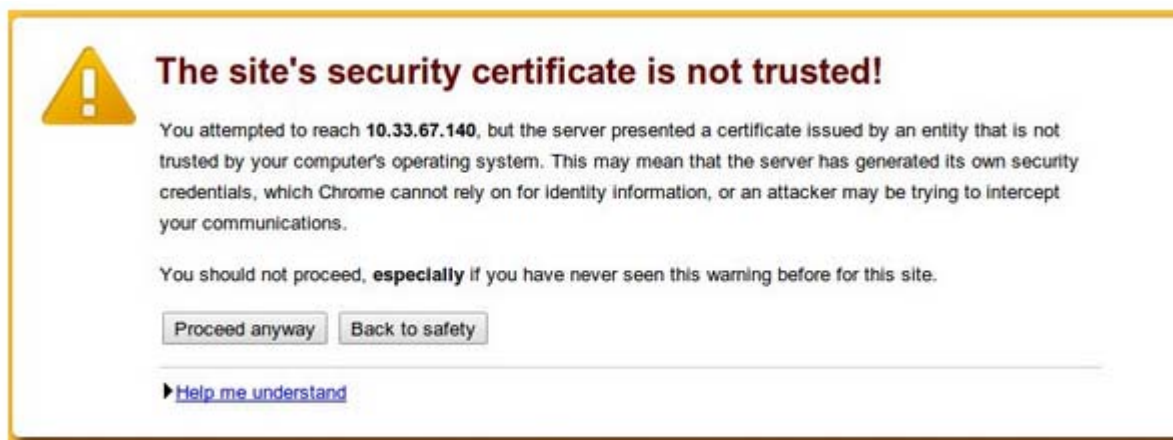 The site's security certificate is not trusted!
You attempted to reach 10.33.67.140, but the server presented a certificate issued by an entity that is not
trusted by your computer's operating system. This may mean that the server has generated its own security
credentials, which Chrome cannot rely on for identity information, or an attacker may be trying to intercept
your communications.
You should not proceed, especially if you have never seen this warning before for this site.
Proceed anyway Back to safety
Help me understand